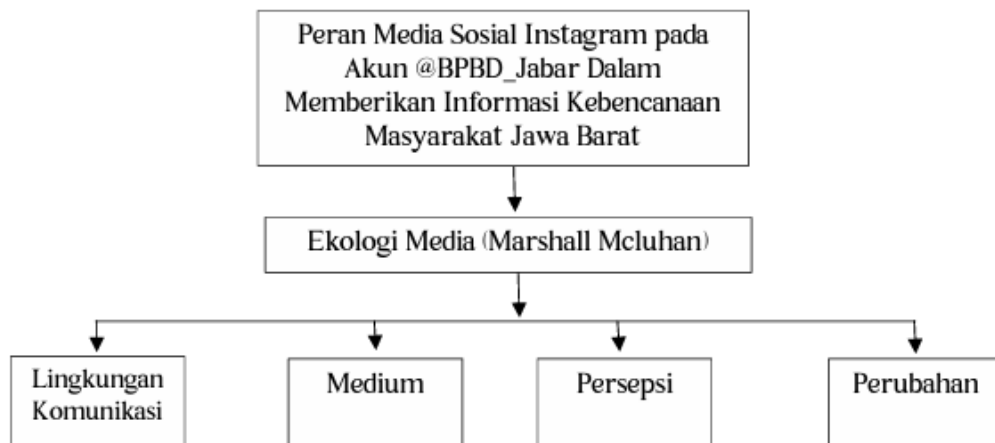 Peran Media Sosial Instagram pada
Akun @BPBD_Jabar Dalam
Memberikan Informasi Kebencanaan
Masyarakat Jawa Barat
Ekologi Media (Marshall Mcluhan)
Lingkungan
Komunikasi
Medium
Persepsi
Perubahan